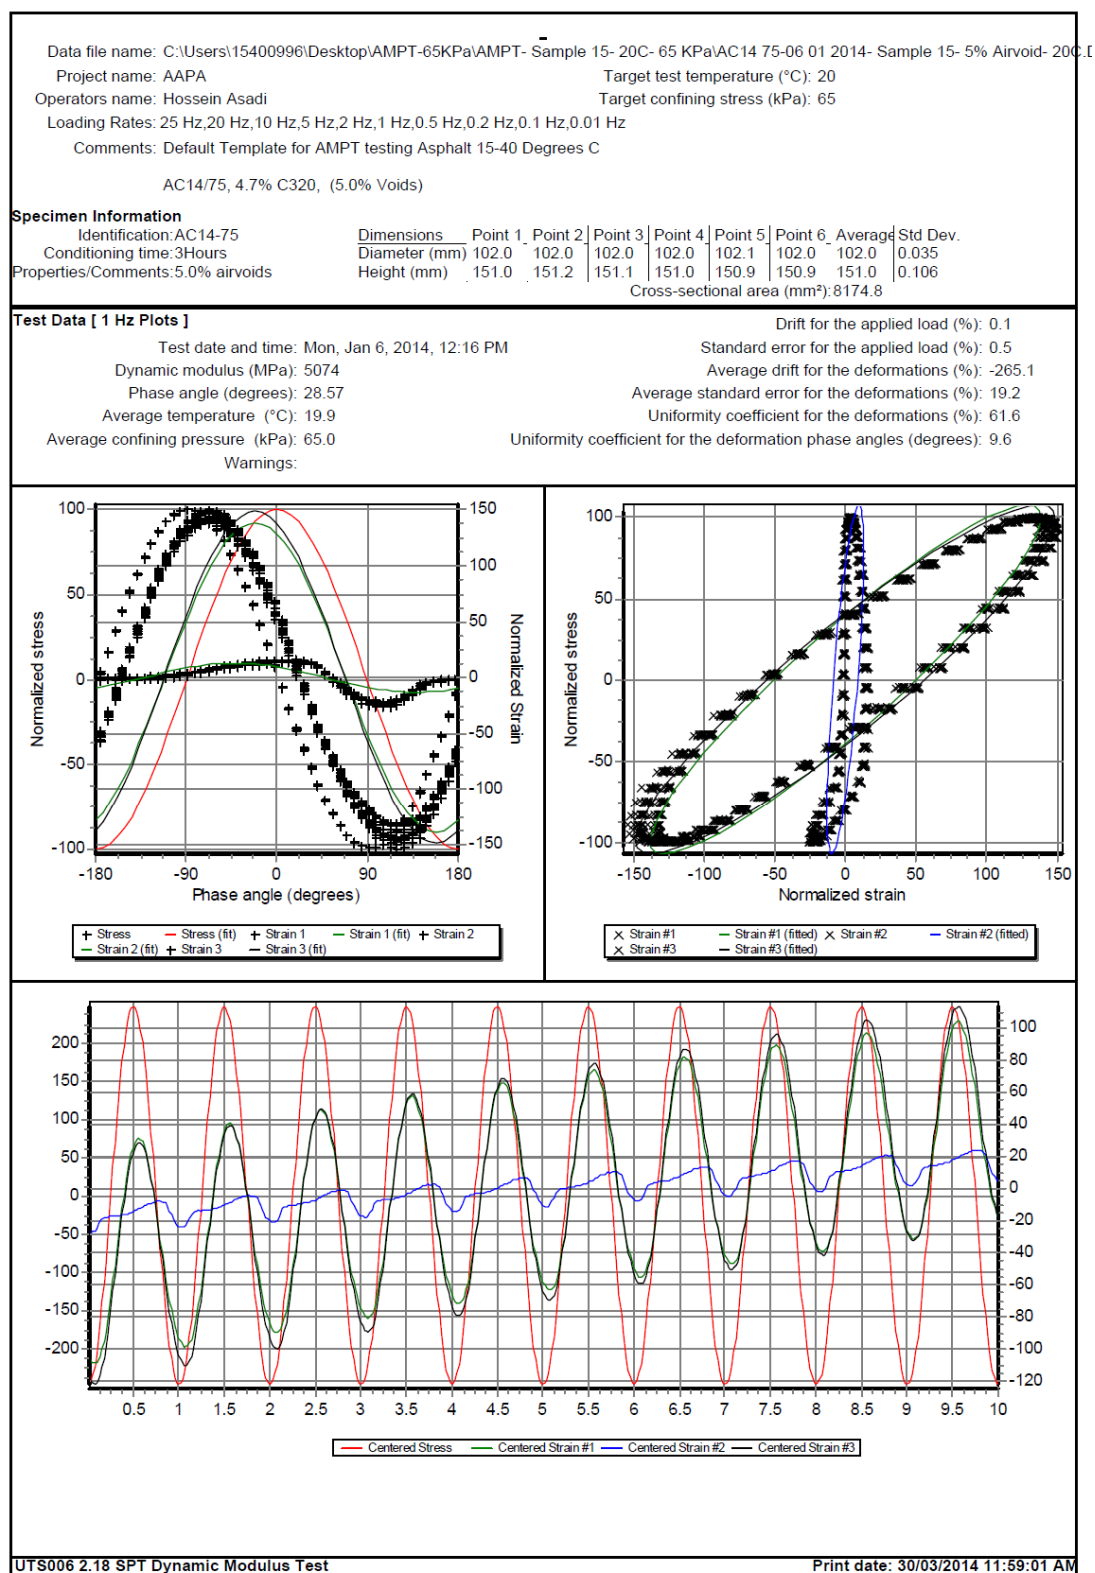 Data file name: C:\Users\15400996\Desktop\AMPT-65KPa\AMPT- Sample 15- 20C- 65 KPa\AC14 75-06 01 2014- Sample 15- 5% Airvoid- 20C.D
Project name: AAPA Target test temperature (°C): 20
Operators name: Hossein Asadi Target confining stress (kPa): 65
Loading Rates: 25 Hz,20 Hz,10 Hz,5 Hz,2 Hz,1 Hz,0.5 Hz,0.2 Hz,0.1 Hz,0.01 Hz
Comments: Default Template for AMPT testing Asphalt 15-40 Degrees C
AC14/75, 4.7% C320, (5.0% Voids)
Specimen Information
Identification:AC14-75 Dimensions Point 1 Point 2 Point 3 Point 4 Point 5 Point 6 Average Std Dev.
Conditioning time:3Hours Diameter (mm) 102.0 102.0 102.0 102.0 102.1 102.0 102.0 0.035
Properties/Comments:5.0% airvoids Height (mm) 151.0 151.2 151.1 151.0 150.9 150.9 151.0 0.106
Cross-sectional area (mm²):8174.8
Test Data [ 1 Hz Plots ] Drift for the applied load (%): 0.1
Test date and time: Mon, Jan 6, 2014, 12:16 PM Standard error for the applied load (%): 0.5
Dynamic modulus (MPa): 5074 Average drift for the deformations (%): -265.1
Phase angle (degrees): 28.57 Average standard error for the deformations (%): 19.2
Average temperature (°C): 19.9 Uniformity coefficient for the deformations (%): 61.6
Average confining pressure (kPa): 65.0 Uniformity coefficient for the deformation phase angles (degrees): 9.6
Warnings:
100 50 0 -50 -100
Normalized stress
150 100 50 0 -50 -100 -150
Normalized Strain
-180 -90 0 90 180
Phase angle (degrees)
Stress Stress (fit) Strain 1 Strain 1 (fit) Strain 2
Strain 2 (fit) Strain 3 Strain 3 (fit)
100 50 0 -50 -100
Normalized stress
-150 -100 -50 0 50 100 150
Normalized strain
Strain #1 Strain #1 (fitted) Strain #2 Strain #2 (fitted)
Strain #3 Strain #3 (fitted)
200 150 100 50 0 -50 -100 -150 -200
100 80 60 40 20 0 -20 -40 -60 -80 -100 -120
0.5 1 1.5 2 2.5 3 3.5 4 4.5 5 5.5 6 6.5 7 7.5 8 8.5 9 9.5 10
Centered Stress Centered Strain #1 Centered Strain #2 Centered Strain #3
UTS006 2.18 SPT Dynamic Modulus Test Print date: 30/03/2014 11:59:01 AM